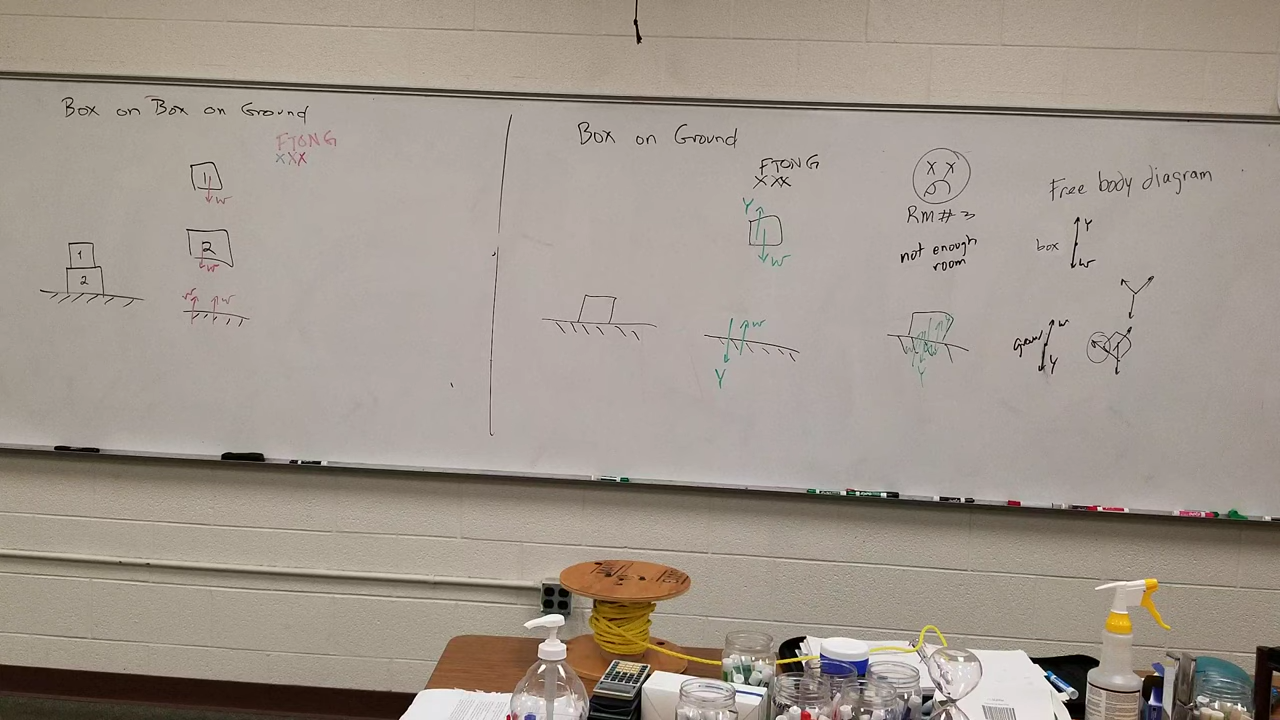 Box on Box on Ground
FTONG
XXX
1
w
2
w
1
2
w w
Box on Ground
FTONG
XXX
Y
w
w
Y
RM#3
not enough
room
Y
w w
Y
Free body diagram
Y
box
w
w
Y